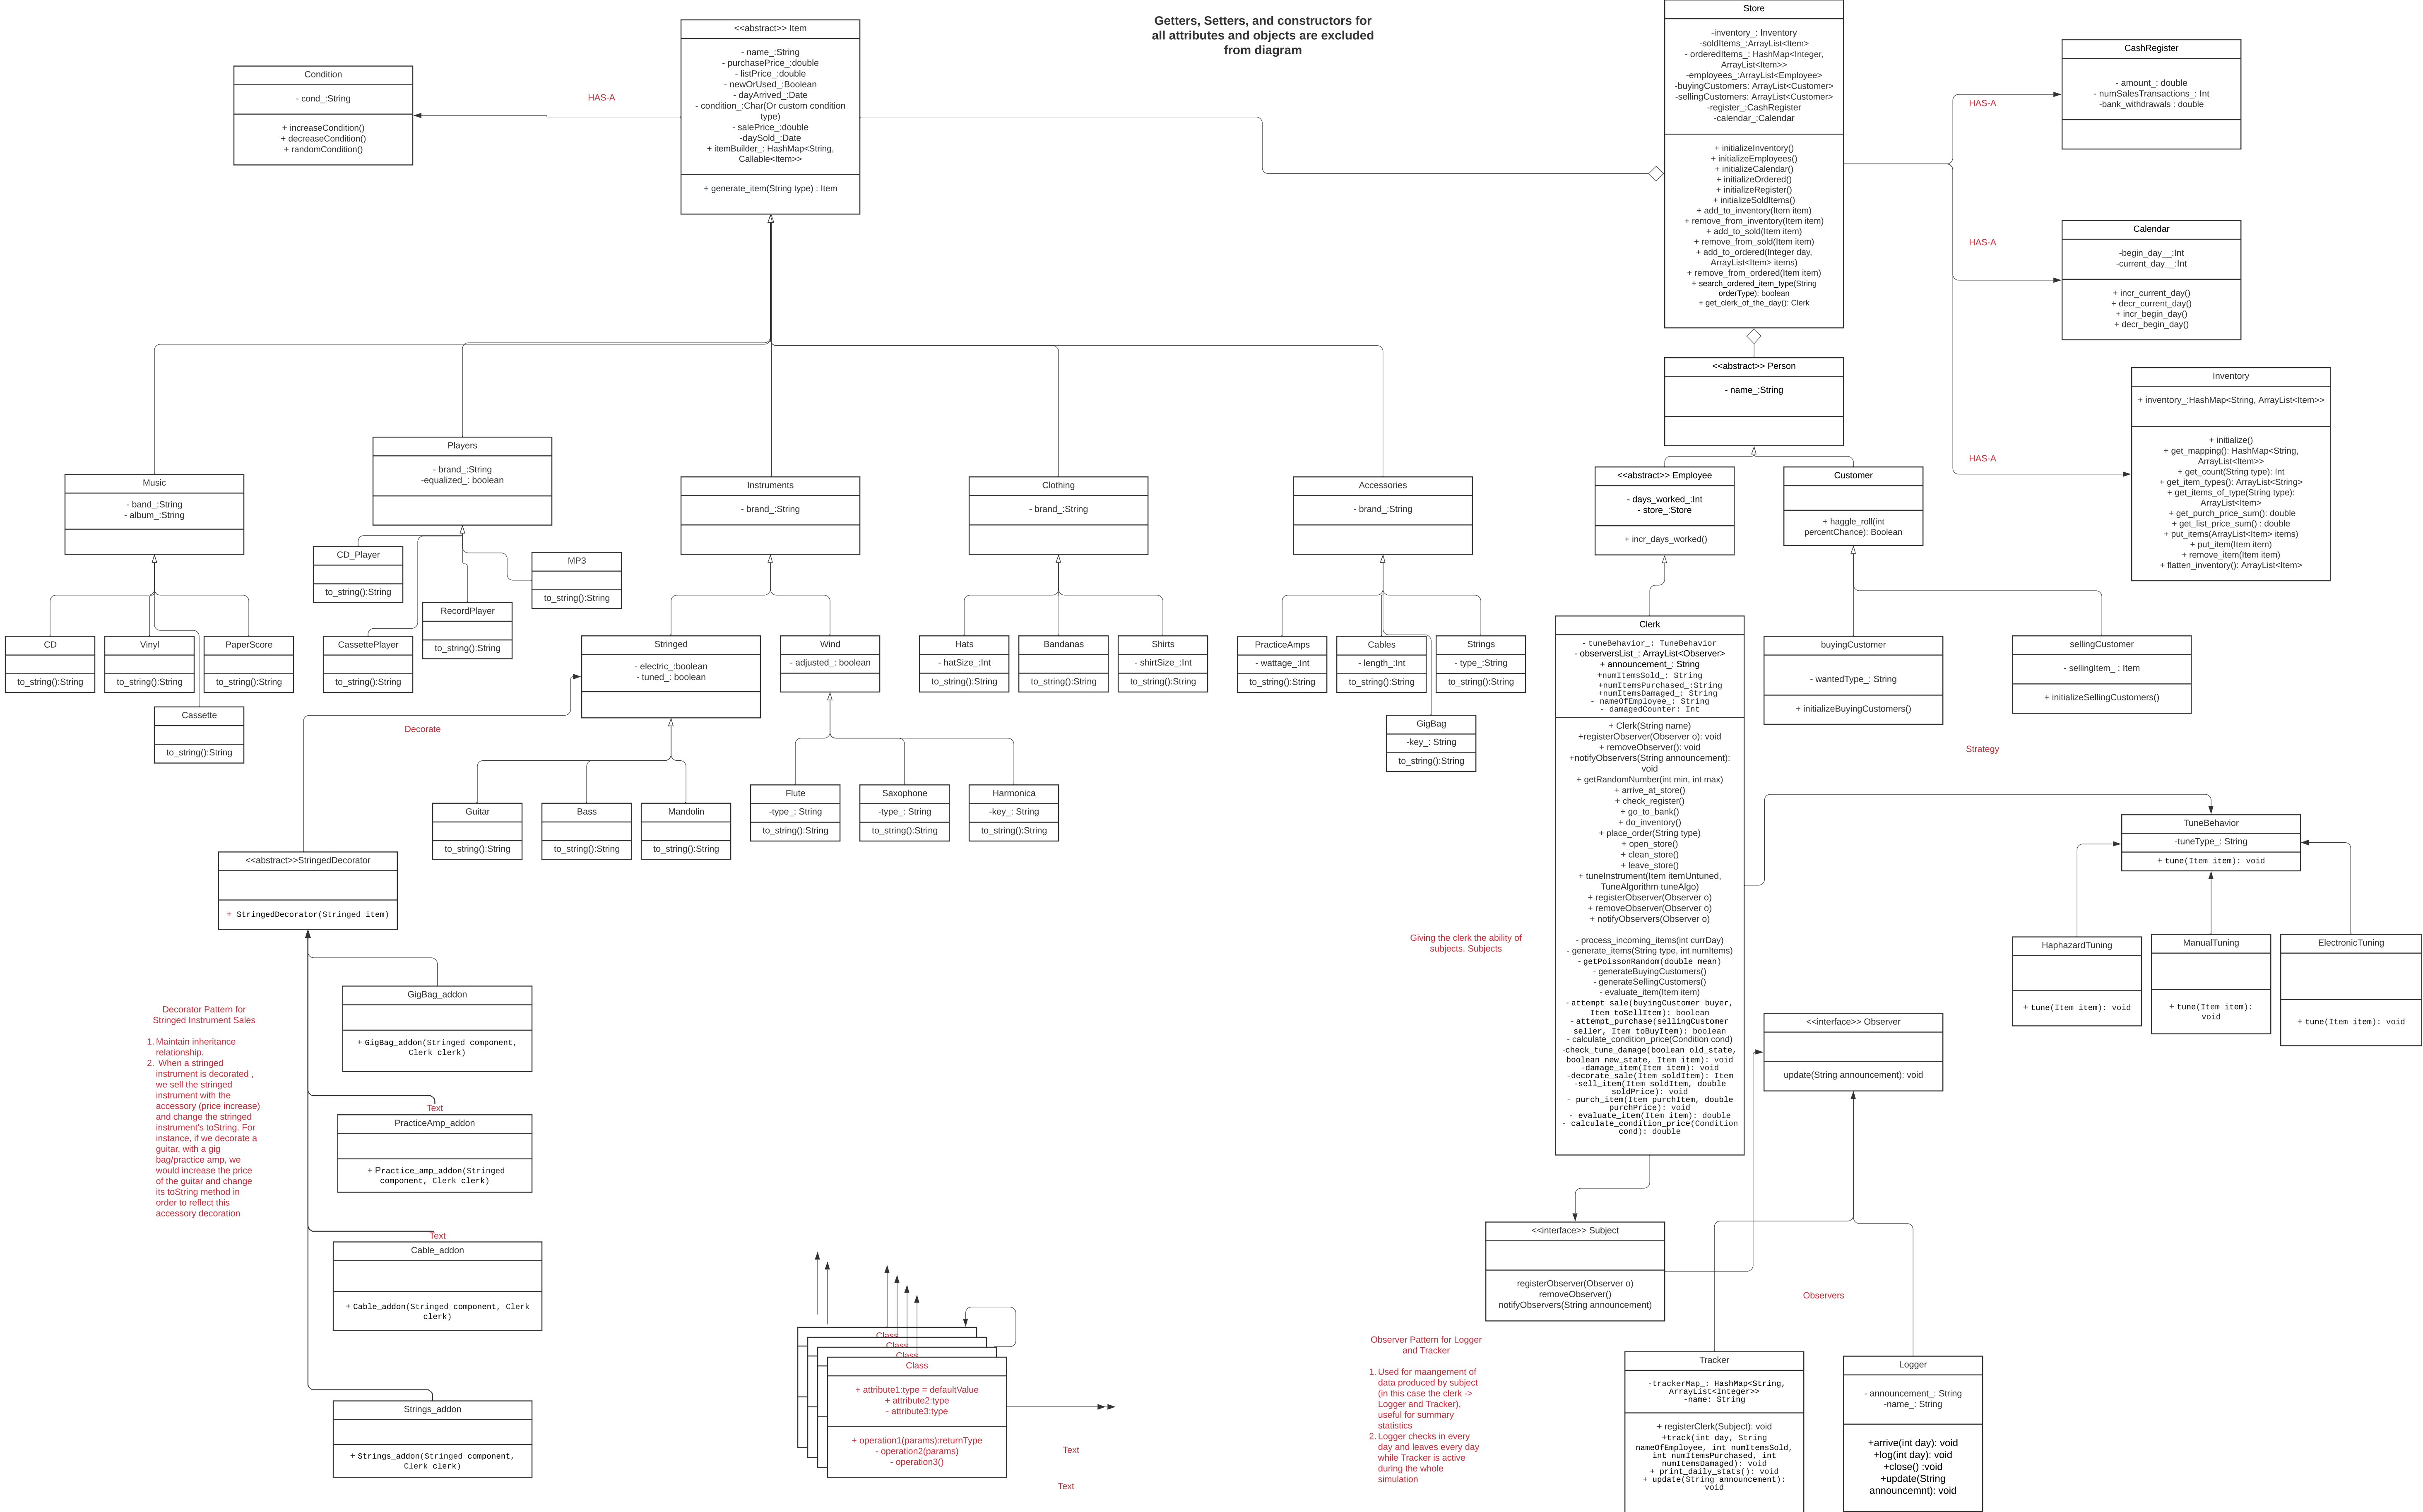 Getters, Setters, and constructors for
all attributes and objects are excluded
from diagram
<<abstract>> Item
- name_:String
- purchasePrice_:double
- listPrice_:double
- newOrUsed_:Boolean
- dayArrived_:Date
- condition_:Char(Or custom condition
type)
- salePrice_:double
-daySold_:Date
+ itemBuilder_: HashMap<String,
Callable<Item>>
+ generate_item(String type) : Item
Condition
- cond_:String
+ increaseCondition()
+ decreaseCondition()
+ randomCondition()
HAS-A
Store
-inventory_: Inventory
-soldItems_:ArrayList<Item>
- orderedItems_: HashMap<Integer,
ArrayList<Item>>
-employees_:ArrayList<Employee>
-buyingCustomers: ArrayList<Customer>
-sellingCustomers: ArrayList<Customer>
-register_:CashRegister
-calendar_:Calendar
+ initializeInventory()
+ initializeEmployees()
+ initializeCalendar()
+ initializeOrdered()
+ initializeRegister()
+ initializeSoldItems()
+ add_to_inventory(Item item)
+ remove_from_inventory(Item item)
+ add_to_sold(Item item)
+ remove_from_sold(Item item)
+ add_to_ordered(Integer day,
ArrayList<Item> items)
+ remove_from_ordered(Item item)
+ search_ordered_item_type(String
orderType): boolean
+ get_clerk_of_the_day(): Clerk
HAS-A
CashRegister
- amount_: double
- numSalesTransactions_: Int
-bank_withdrawals : double
HAS-A
Calendar
-begin_day__:Int
-current_day__:Int
+ incr_current_day()
+ decr_current_day()
+ incr_begin_day()
+ decr_begin_day()
HAS-A
Inventory
+ inventory_:HashMap<String, ArrayList<Item>>
+ initialize()
+ get_mapping(): HashMap<String,
ArrayList<Item>>
+ get_count(String type): Int
+ get_item_types(): ArrayList<String>
+ get_items_of_type(String type):
ArrayList<Item>
+ get_purch_price_sum(): double
+ get_list_price_sum() : double
+ put_items(ArrayList<Item> items)
+ put_item(Item item)
+ remove_item(Item item)
+ flatten_inventory(): ArrayList<Item>
<<abstract>> Person
- name_:String
<<abstract>> Employee
- days_worked_:Int
- store_:Store
+ incr_days_worked()
Customer
+ haggle_roll(int
percentChance): Boolean
Music
- band_:String
- album_:String
Players
- brand_:String
-equalized_: boolean
Instruments
- brand_:String
Clothing
- brand_:String
Accessories
- brand_:String
CD_Player
to_string():String
MP3
to_string():String
RecordPlayer
to_string():String
CassettePlayer
to_string():String
CD
to_string():String
Vinyl
to_string():String
PaperScore
to_string():String
Cassette
to_string():String
Stringed
- electric_:boolean
- tuned_: boolean
Wind
- adjusted_: boolean
Hats
- hatSize_:Int
to_string():String
Bandanas
to_string():String
Shirts
- shirtSize_:Int
to_string():String
PracticeAmps
- wattage_:Int
to_string():String
Cables
- length_:Int
to_string():String
Strings
- type_:String
to_string():String
GigBag
-key_: String
to_string():String
Decorate
Guitar
to_string():String
Bass
to_string():String
Mandolin
to_string():String
Flute
-type_: String
to_string():String
Saxophone
-type_: String
to_string():String
Harmonica
-key_: String
to_string():String
Clerk
- tuneBehavior_: TuneBehavior
- observersList_: ArrayList<Observer>
+ announcement_: String
+numItemsSold_: String
+numItemsPurchased_:String
+numItemsDamaged_: String
- nameOfEmployee_: String
- damagedCounter: Int
+ Clerk(String name)
+registerObserver(Observer o): void
+ removeObserver(): void
+notifyObservers(String announcement):
void
+ getRandomNumber(int min, int max)
+ arrive_at_store()
+ check_register()
+ go_to_bank()
+ do_inventory()
+ place_order(String type)
+ open_store()
+ clean_store()
+ leave_store()
+ tuneInstrument(Item itemUntuned,
TuneAlgorithm tuneAlgo)
+ registerObserver(Observer o)
+ removeObserver(Observer o)
+ notifyObservers(Observer o)
- process_incoming_items(int currDay)
- generate_items(String type, int numItems)
- getPoissonRandom(double mean)
- generateBuyingCustomers()
- generateSellingCustomers()
- evaluate_item(Item item)
- attempt_sale(buyingCustomer buyer,
Item toSellItem): boolean
- attempt_purchase(sellingCustomer
seller, Item toBuyItem): boolean
- calculate_condition_price(Condition cond)
-check_tune_damage(boolean old_state,
boolean new_state, Item item): void
-damage_item(Item item): void
-decorate_sale(Item soldItem): Item
-sell_item(Item soldItem, double
soldPrice): void
- purch_item(Item purchItem, double
purchPrice): void
- evaluate_item(Item item): double
- calculate_condition_price(Condition
cond): double
buyingCustomer
- wantedType_: String
+ initializeBuyingCustomers()
sellingCustomer
- sellingItem_ : Item
+ initializeSellingCustomers()
Strategy
TuneBehavior
-tuneType_: String
+ tune(Item item): void
HaphazardTuning
+ tune(Item item): void
ManualTuning
+ tune(Item item):
void
ElectronicTuning
+ tune(Item item): void
Giving the clerk the ability of
subjects. Subjects
<<interface>> Observer
update(String announcement): void
<<abstract>>StringedDecorator
+ StringedDecorator(Stringed item)
Decorator Pattern for
Stringed Instrument Sales
1. Maintain inheritance
relationship.
2. When a stringed
instrument is decorated ,
we sell the stringed
instrument with the
accessory (price increase)
and change the stringed
instrument's toString. For
instance, if we decorate a
guitar, with a gig
bag/practice amp, we
would increase the price
of the guitar and change
its toString method in
order to reflect this
accessory decoration
GigBag_addon
+ GigBag_addon(Stringed component,
Clerk clerk)
Text
PracticeAmp_addon
+ Practice_amp_addon(Stringed
component, Clerk clerk)
Text
Cable_addon
+ Cable_addon(Stringed component, Clerk
clerk)
Strings_addon
+ Strings_addon(Stringed component,
Clerk clerk)
Class
Class
Class
Class
+ attribute1:type = defaultValue
+ attribute2:type
- attribute3:type
+ operation1(params):returnType
- operation2(params)
- operation3()
Text
Text
<<interface>> Subject
registerObserver(Observer o)
removeObserver()
notifyObservers(String announcement)
Observers
Observer Pattern for Logger
and Tracker
1. Used for maangement of
data produced by subject
(in this case the clerk ->
Logger and Tracker),
useful for summary
statistics
2. Logger checks in every
day and leaves every day
while Tracker is active
during the whole
simulation
Tracker
-trackerMap_: HashMap<String,
ArrayList<Integer>>
-name: String
+ registerClerk(Subject): void
+track(int day, String
nameOfEmployee, int numItemsSold,
int numItemsPurchased, int
numItemsDamaged): void
+ print_daily_stats(): void
+ update(String announcement):
void
Logger
- announcement_: String
-name_: String
+arrive(int day): void
+log(int day): void
+close() :void
+update(String
announcemnt): void